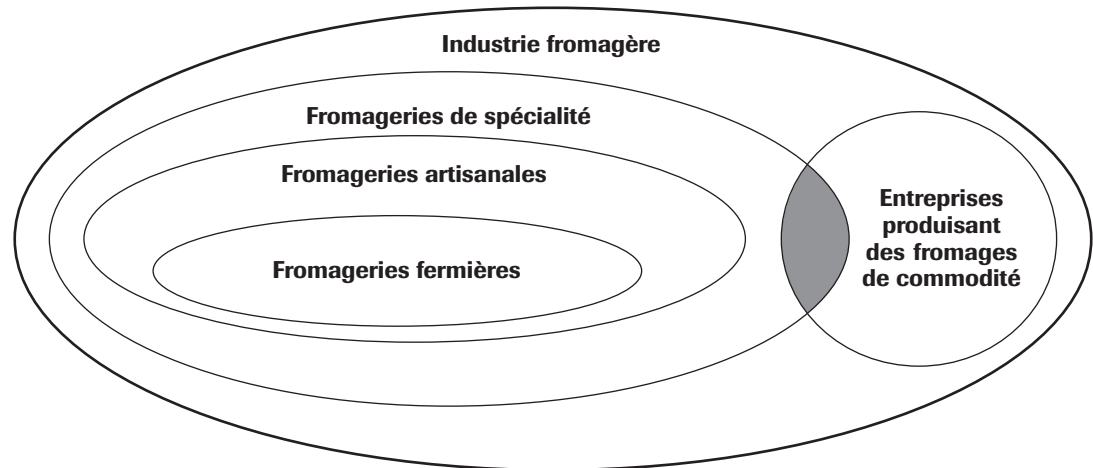 Industrie fromagère
Fromageries de spécialité
Fromageries artisanales
Fromageries fermières
Entreprises
produisant
des fromages
de commodité